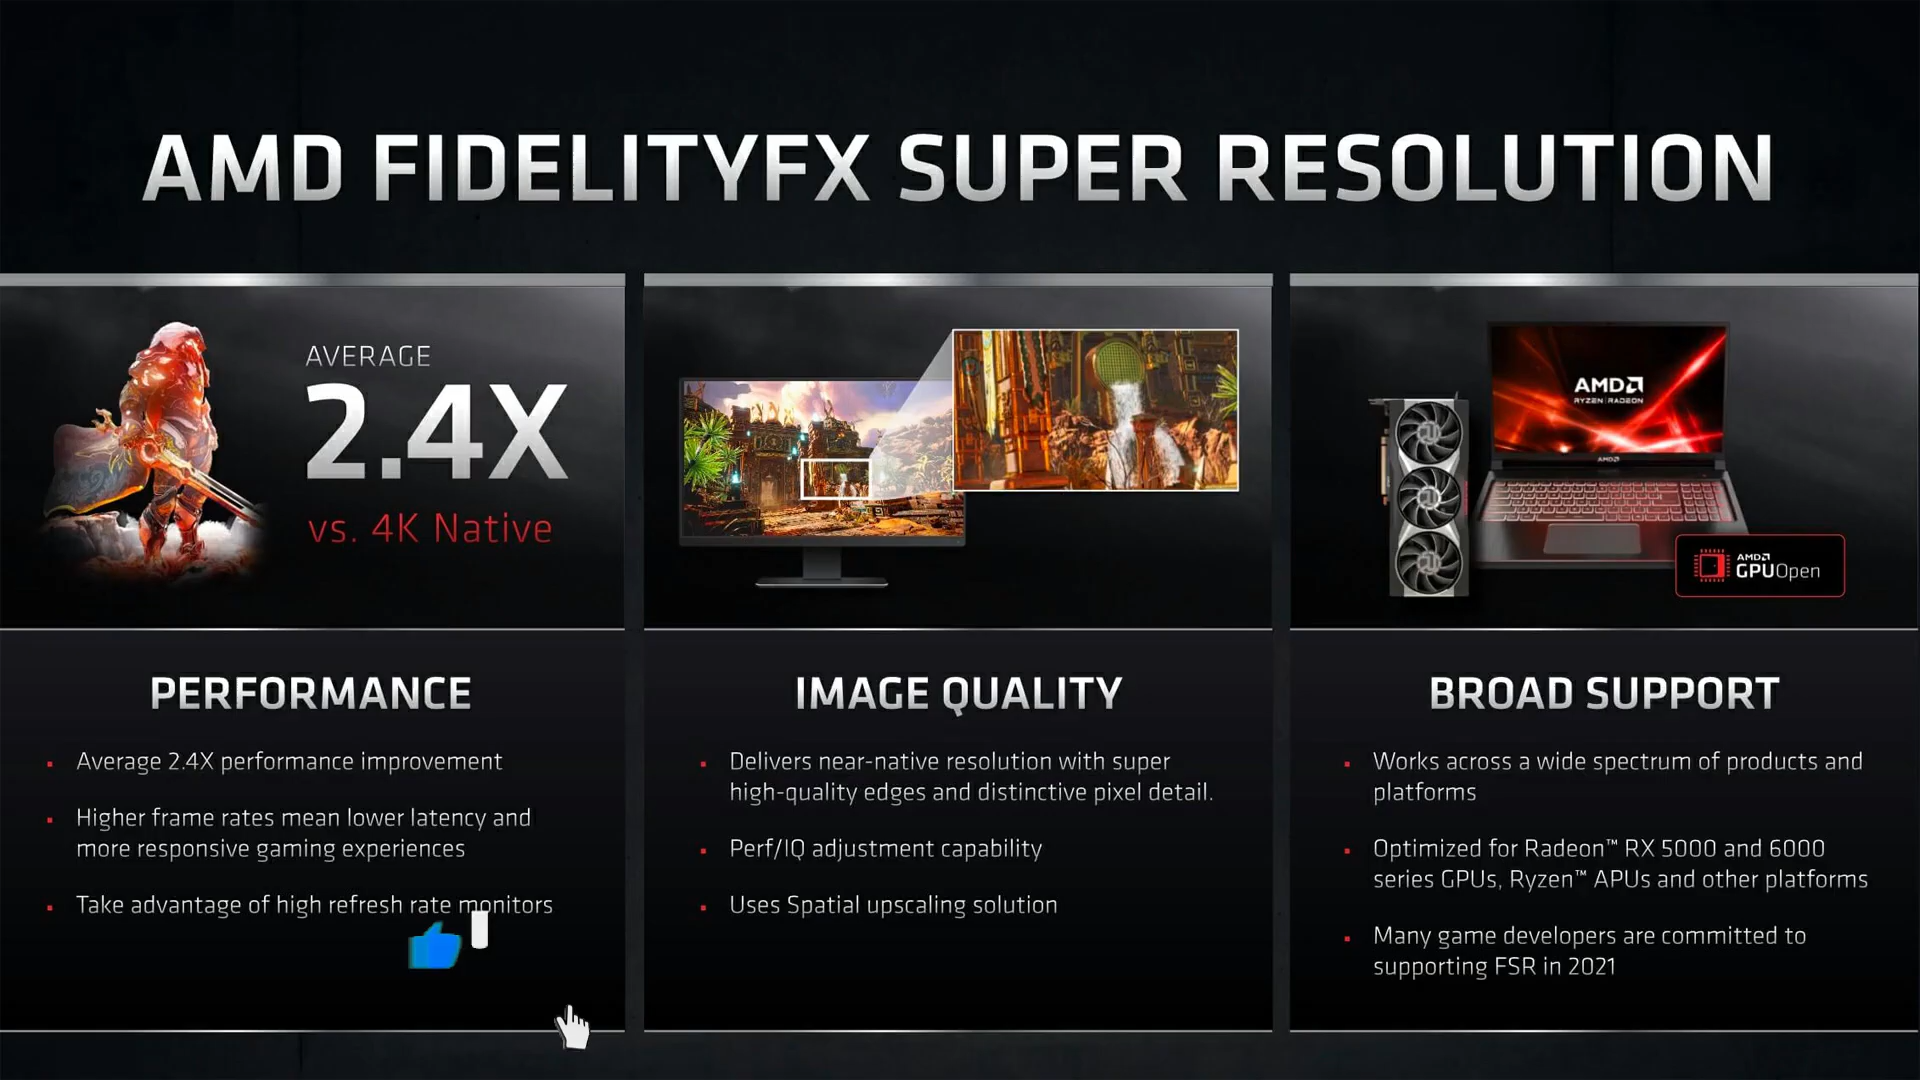 AMD FIDELITYFX SUPER RESOLUTION
AVERAGE
2.4X
vs. 4K Native
AMD
RYZEN | RADEON
AMD
AMD
GPUOpen
PERFORMANCE
Average 2.4X performance improvement
Higher frame rates mean lower latency and
more responsive gaming experiences
Take advantage of high refresh rate monitors
IMAGE QUALITY
Delivers near-native resolution with super
high-quality edges and distinctive pixel detail.
Perf/IQ adjustment capability
Uses Spatial upscaling solution
BROAD SUPPORT
Works across a wide spectrum of products and
platforms
Optimized for Radeon™ RX 5000 and 6000
series GPUs, Ryzen™ APUs and other platforms
Many game developers are committed to
supporting FSR in 2021